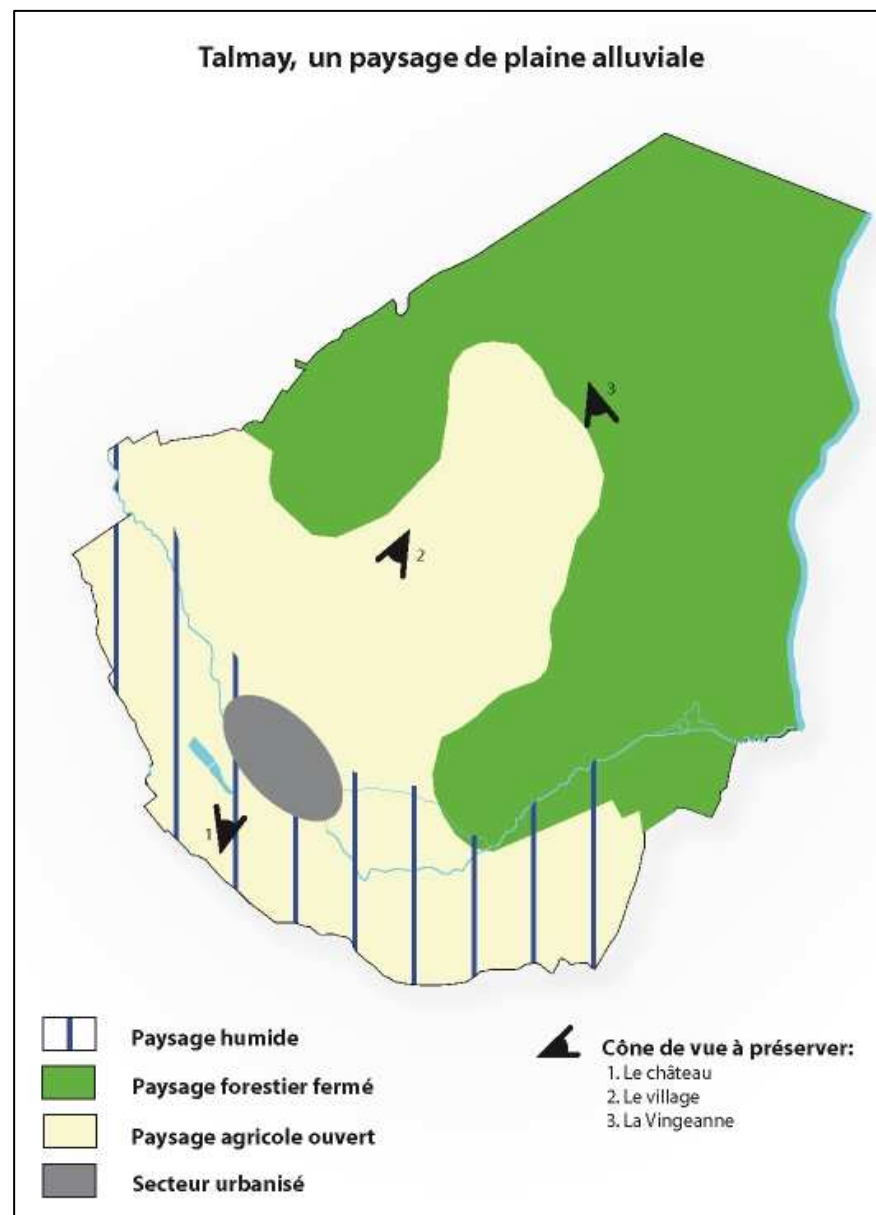 Talmay, un paysage de plaine alluviale
3
2
1
Paysage humide
Paysage forestier fermé
Paysage agricole ouvert
Secteur urbanisé
Cône de vue à préserver:
1. Le château
2. Le village
3. La Vingeanne